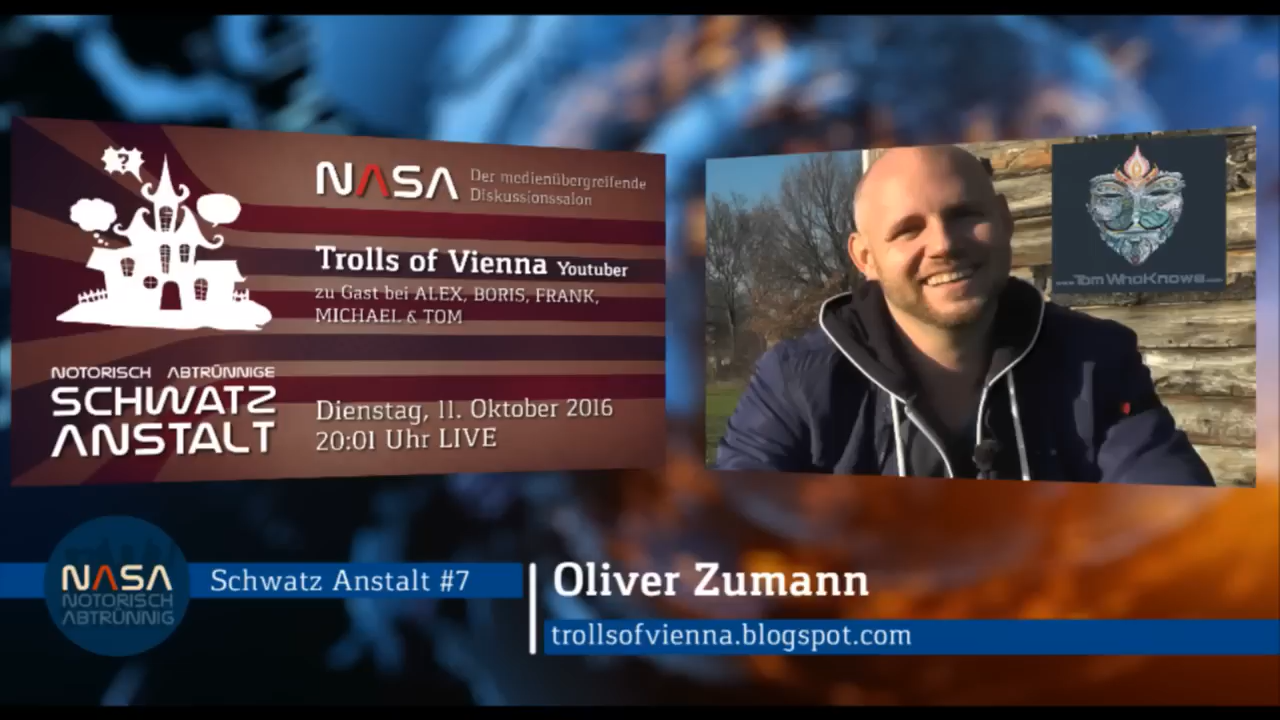 ?
NASA
Der medienübergreifende
Diskussionssalon
Trolls of Vienna Youtuber
zu Gast bei ALEX, BORIS, FRANK,
MICHAEL & TOM
NOTORISCH ABTRÜNNIGE
SCHWATZ
ANSTALT
Dienstag, 11. Oktober 2016
20:01 Uhr LIVE
Tom WhoKnows
NASA
NOTORISCH
ABTRÜNNIG
Schwatz Anstalt #7
Oliver Zumann
trollsofvienna.blogspot.com